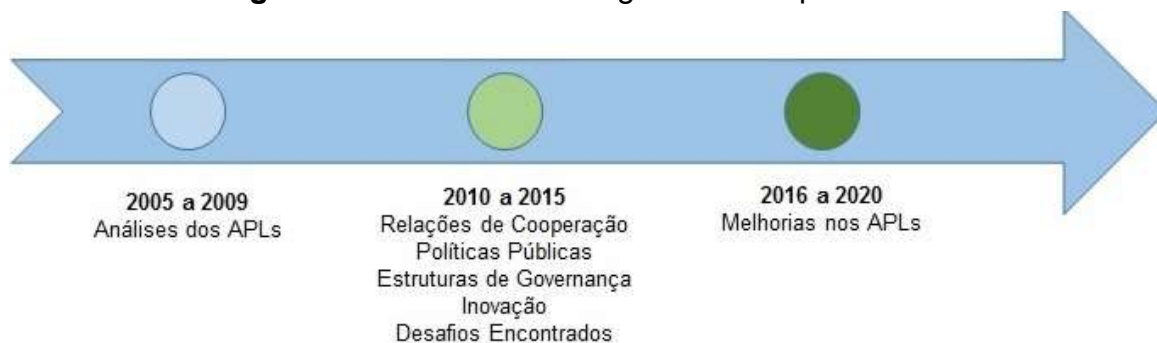 2005 a 2009
Análises dos APLs
2010 a 2015
Relações de Cooperação
Políticas Públicas
Estruturas de Governança
Inovação
Desafios Encontrados
2016 a 2020
Melhorias nos APLs